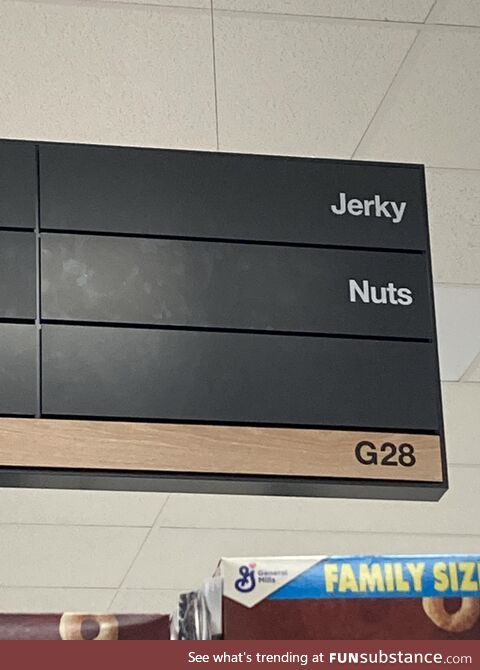 Jerky
Nuts
G28
General
Mills
FAMILY SIZ
See what's trending at FUNsubstance.com